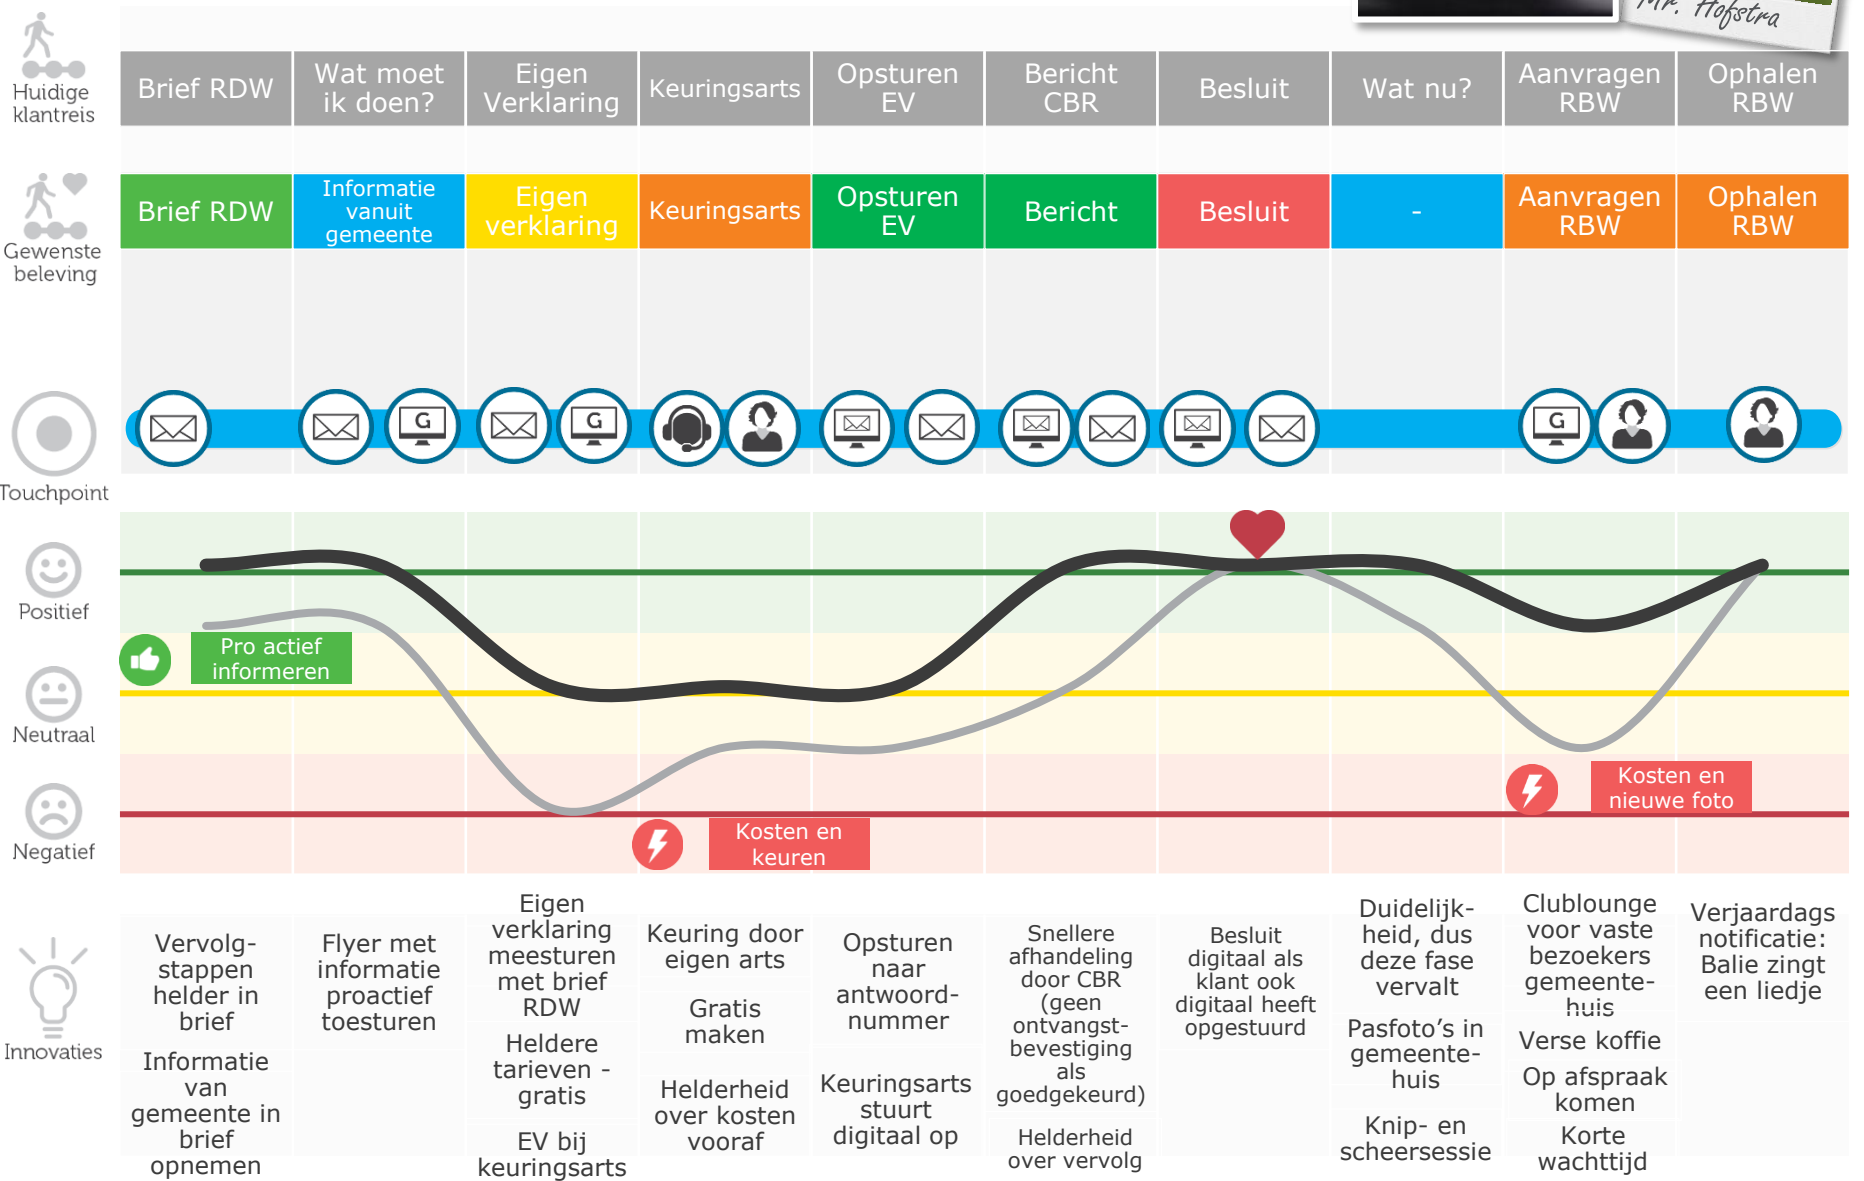 Mr. Hofstra
Huidige
klantreis
Brief RDW
Wat moet
ik doen?
Eigen
Verklaring
Keuringsarts
Opsturen
EV
Bericht
CBR
Besluit
Wat nu?
Aanvragen
RBW
Ophalen
RBW
Gewenste
beleving
Brief RDW
Informatie
vanuit
gemeente
Eigen
verklaring
Keuringsarts
Opsturen
EV
Bericht
Besluit
-
Aanvragen
RBW
Ophalen
RBW
Touchpoint
G
G
G
Positief
Pro actief
informeren
Neutraal
Kosten en
nieuwe foto
Negatief
Kosten en
keuren
Innovaties
Vervolg-
stappen
helder in
brief
Informatie
van
gemeente in
brief
opnemen
Flyer met
informatie
proactief
toesturen
Eigen
verklaring
meesturen
met brief
RDW
Heldere
tarieven -
gratis
EV bij
keuringsarts
Keuring door
eigen arts
Gratis
maken
Helderheid
over kosten
vooraf
Opsturen
naar
antwoord-
nummer
Keuringsarts
stuurt
digitaal op
Snellere
afhandeling
door CBR
(geen
ontvangst-
bevestiging
als
goedgekeurd)
Helderheid
over vervolg
Besluit
digitaal als
klant ook
digitaal heeft
opgestuurd
Duidelijk-
heid, dus
deze fase
vervalt
Pasfoto’s in
gemeente-
huis
Knip- en
scheersessie
Clublounge
voor vaste
bezoekers
gemeente-
huis
Verse koffie
Op afspraak
komen
Korte
wachttijd
Verjaardags
notificatie:
Balie zingt
een liedje